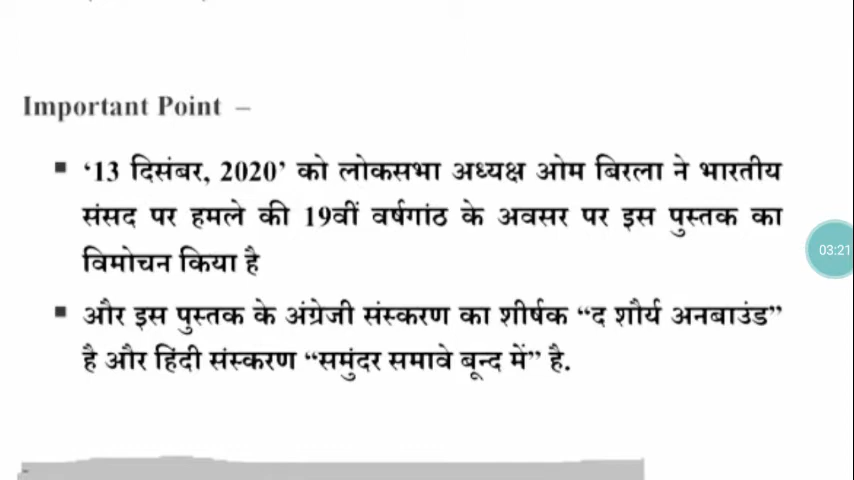 Important Point –
▪ ‘13 दिसंबर, 2020’ को लोकसभा अध्यक्ष ओम बिरला ने भारतीय
संसद पर हमले की 19वीं वर्षगांठ के अवसर पर इस पुस्तक का
विमोचन किया है
▪ और इस पुस्तक के अंग्रेजी संस्करण का शीर्षक “द शौर्य अनबाउंड”
है और हिंदी संस्करण “समुंदर समावे बून्द में” है.
03:21